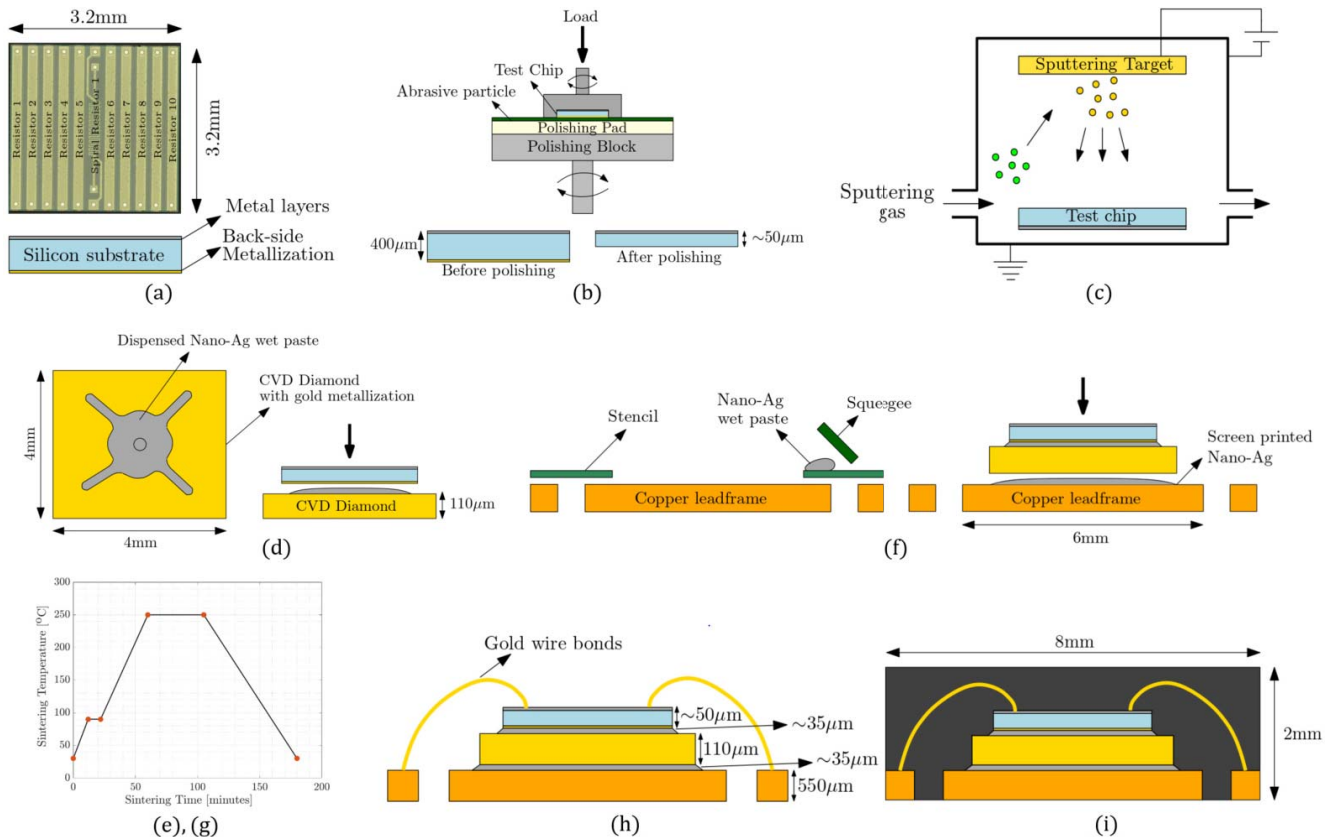 3.2mm
Resistor 1
Resistor 2
Resistor 3
Resistor 4
Resistor 5
Spiral Resistor 1
Resistor 6
Resistor 7
Resistor 8
Resistor 9
Resistor 10
3.2mm
Metal layers
Back-side
Metallization
Silicon substrate
(a)
Load
Test Chip
Abrasive particle
Polishing Pad
Polishing Block
400μm
Before polishing
~50μm
After polishing
(b)
Sputtering Target
Sputtering
gas
Test chip
(c)
Dispensed Nano-Ag wet paste
CVD Diamond
with gold metallization
4mm
4mm
CVD Diamond
110μm
(d)
Stencil
Nano-Ag
wet paste
Squeegee
Copper leadframe
Screen printed
Nano-Ag
Copper leadframe
6mm
(f)
Sintering Temperature [°C]
300
250
200
150
100
50
0
0
50
100
150
200
Sintering Time [minutes]
(e), (g)
Gold wire bonds
~50μm
~35μm
110μm
~35μm
550μm
(h)
8mm
2mm
(i)